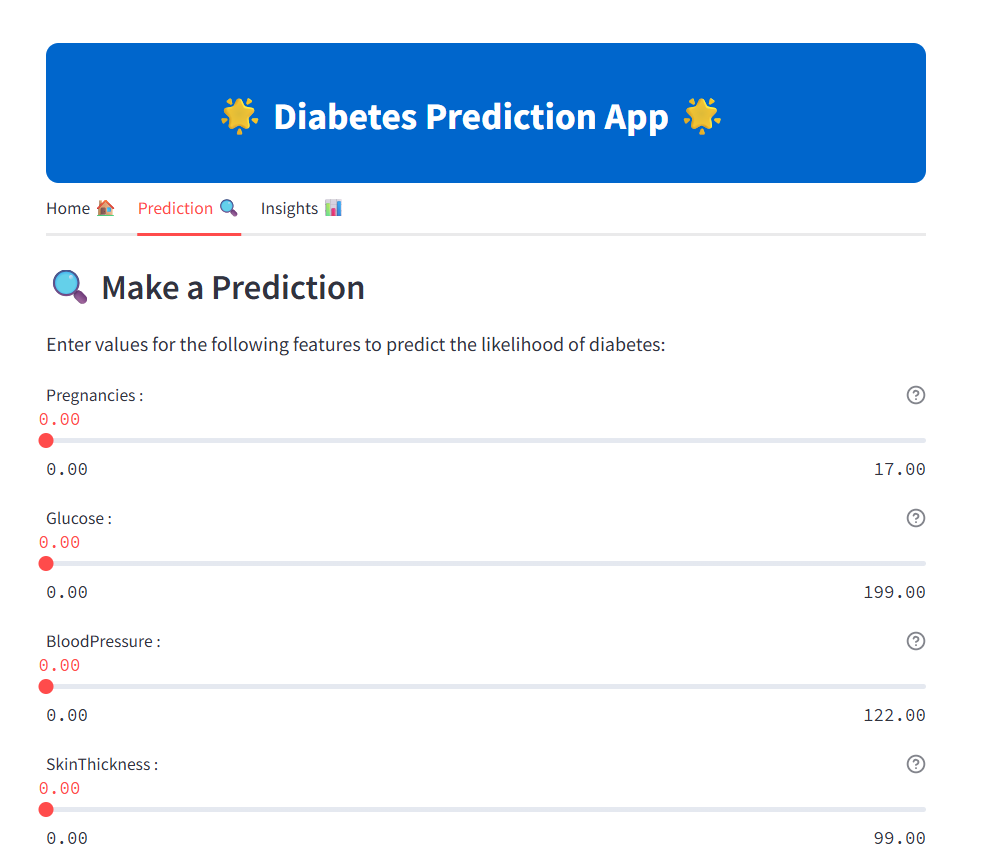 🌟 Diabetes Prediction App 🌟
Home 🏠 Prediction 🔍 Insights 📊
🔍 Make a Prediction
Enter values for the following features to predict the likelihood of diabetes:
Pregnancies :
0.00
0.00 17.00
Glucose :
0.00
0.00 199.00
BloodPressure :
0.00
0.00 122.00
SkinThickness :
0.00
0.00 99.00